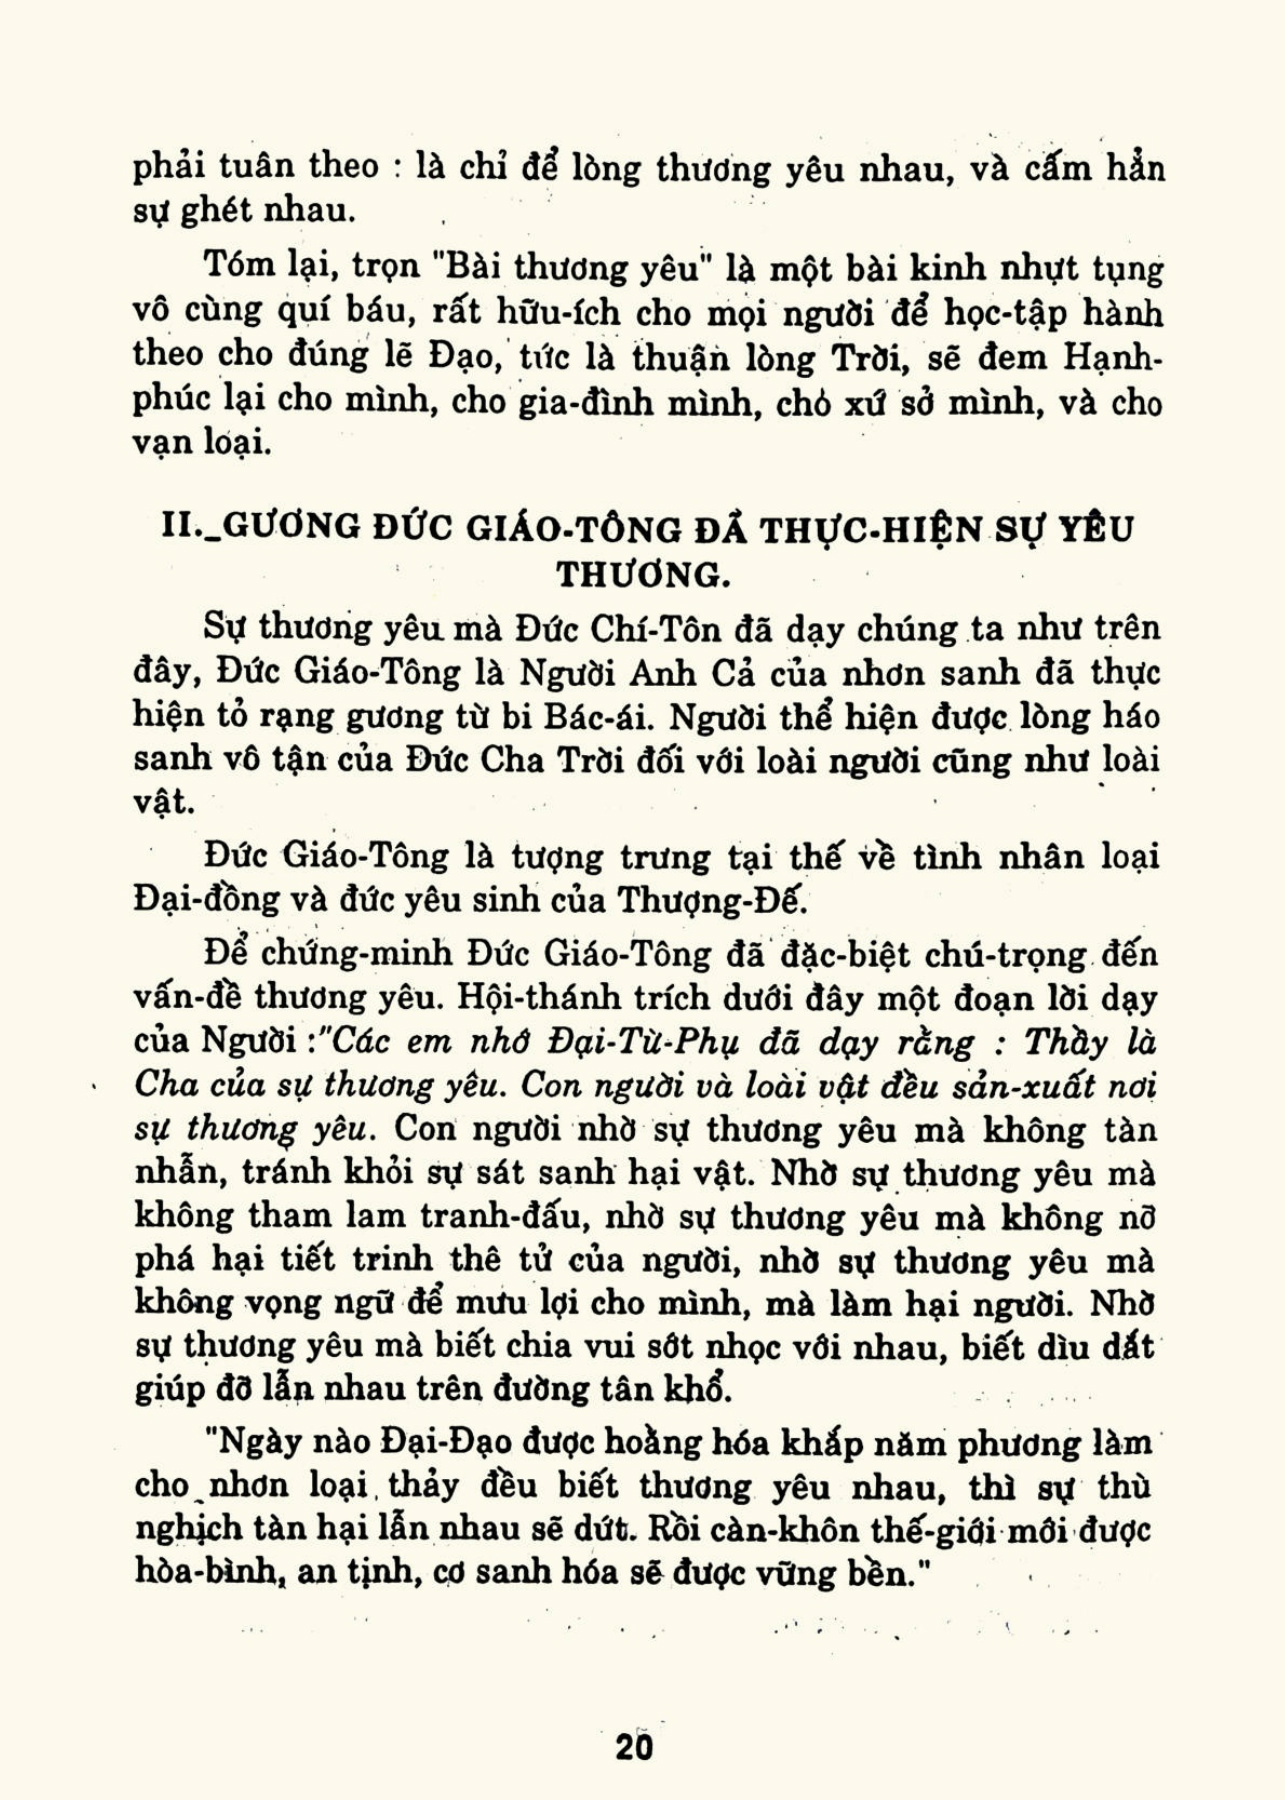 phải tuân theo : là chỉ để lòng thương yêu nhau, và cấm hẳn
sự ghét nhau.
Tóm lại, trọn "Bài thương yêu" là một bài kinh nhựt tụng
vô cùng quí báu, rất hữu-ích cho mọi người để học-tập hành
theo cho đúng lẽ Đạo, tức là thuận lòng Trời, sẽ đem Hạnh-
phúc lại cho mình, cho gia-đình mình, cho xứ sở mình, và cho
vạn loại.
II._GƯƠNG ĐỨC GIÁO-TÔNG ĐẢ THỰC-HIỆN SỰ YÊU
THƯƠNG.
Sự thương yêu mà Đức Chí-Tôn đã dạy chúng ta như trên
đây, Đức Giáo-Tông là Người Anh Cả của nhơn sanh đã thực
hiện tỏ rạng gương từ bi Bác-ái. Người thể hiện được lòng háo
sanh vô tận của Đức Cha Trời đối với loài người cũng như loài
vật.
Đức Giáo-Tông là tượng trưng tại thế về tình nhân loại
Đại-đồng và đức yêu sinh của Thượng-Đế.
Để chứng-minh Đức Giáo-Tông đã đặc-biệt chú-trọng đến
vấn-đề thương yêu. Hội-thánh trích dưới đây một đoạn lời dạy
của Người :"Các em nhớ Đại-Từ-Phụ đã dạy rằng : Thầy là
Cha của sự thương yêu. Con người và loài vật đều sản-xuất nơi
sự thương yêu. Con người nhờ sự thương yêu mà không tàn
nhẫn, tránh khỏi sự sát sanh hại vật. Nhờ sự thương yêu mà
không tham lam tranh-đấu, nhờ sự thương yêu mà không nỡ
phá hại tiết trinh thê tử của người, nhờ sự thương yêu mà
không vọng ngữ để mưu lợi cho mình, mà làm hại người. Nhờ
sự thương yêu mà biết chia vui sớt nhọc với nhau, biết dìu dắt
giúp đỡ lẫn nhau trên đường tân khổ.
"Ngày nào Đại-Đạo được hoằng hóa khắp năm phương làm
cho nhơn loại thảy đều biết thương yêu nhau, thì sự thù
nghịch tàn hại lẫn nhau sẽ dứt. Rồi càn-khôn thế-giới mới được
hòa-bình, an tịnh, cơ sanh hóa sẽ được vững bền."
20